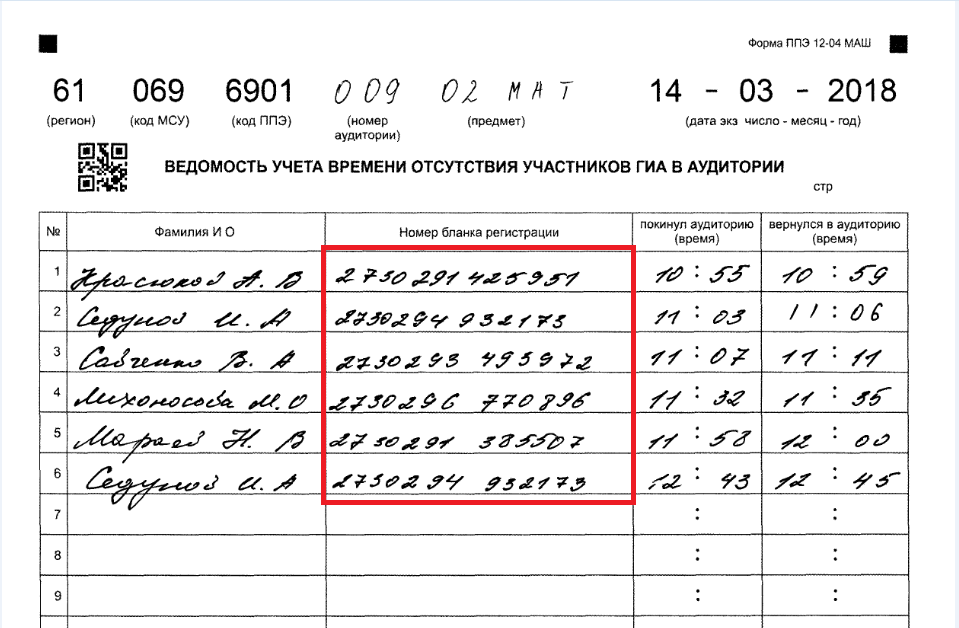 Форма ППЭ 12-04 МАШ
61 069 6901 009 02 МАТ 14 - 03 - 2018
(регион) (код МСУ) (код ППЭ) (номер аудитории) (предмет) (дата экз число - месяц - год)
ВЕДОМОСТЬ УЧЕТА ВРЕМЕНИ ОТСУТСТВИЯ УЧАСТНИКОВ ГИА В АУДИТОРИИ
стр
№ Фамилия И О Номер бланка регистрации покинул аудиторию (время) вернулся в аудиторию (время)
1 Красюкой А. В 2730291425951 10 : 55 10 : 59
2 Седуной И. А 2730294 932173 11 : 03 11 : 06
3 Савченко В. А 2730293 495972 11 : 07 11 : 11
4 Михоносова М. О 2730296 770896 11 : 32 11 : 35
5 Марлей Н. В 2730291 385507 11 : 58 12 : 00
6 Седуной И. А 2730294 932173 12 : 43 12 : 45
7 : :
8 : :
9 : :